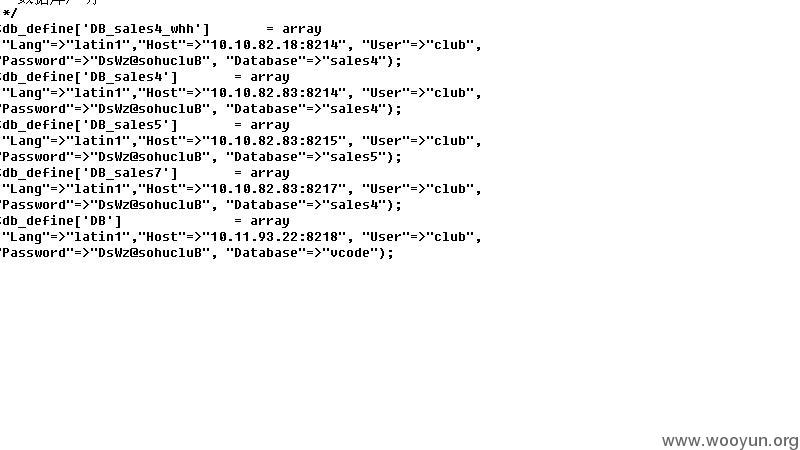 */
$db_define['DB_sales4_whh'] = array
"Lang"=>"latin1","Host"=>"10.10.82.18:8214", "User"=>"club",
"Password"=>"DsWz@sohucluB", "Database"=>"sales4");
$db_define['DB_sales4'] = array
"Lang"=>"latin1","Host"=>"10.10.82.83:8214", "User"=>"club",
"Password"=>"DsWz@sohucluB", "Database"=>"sales4");
$db_define['DB_sales5'] = array
"Lang"=>"latin1","Host"=>"10.10.82.83:8215", "User"=>"club",
"Password"=>"DsWz@sohucluB", "Database"=>"sales5");
$db_define['DB_sales7'] = array
"Lang"=>"latin1","Host"=>"10.10.82.83:8217", "User"=>"club",
"Password"=>"DsWz@sohucluB", "Database"=>"sales4");
$db_define['DB'] = array
"Lang"=>"latin1","Host"=>"10.11.93.22:8218", "User"=>"club",
"Password"=>"DsWz@sohucluB", "Database"=>"vcode");
www.wooyun.org